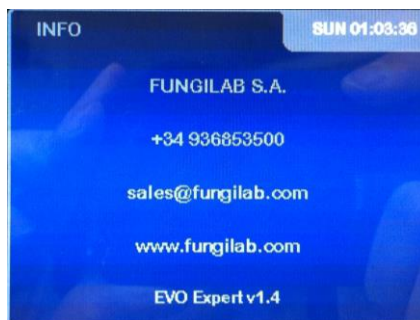 INFO
SUN 01:03:36
FUNGILAB S.A.
+34 936853500
sales@fungilab.com
www.fungilab.com
EVO Expert v1.4